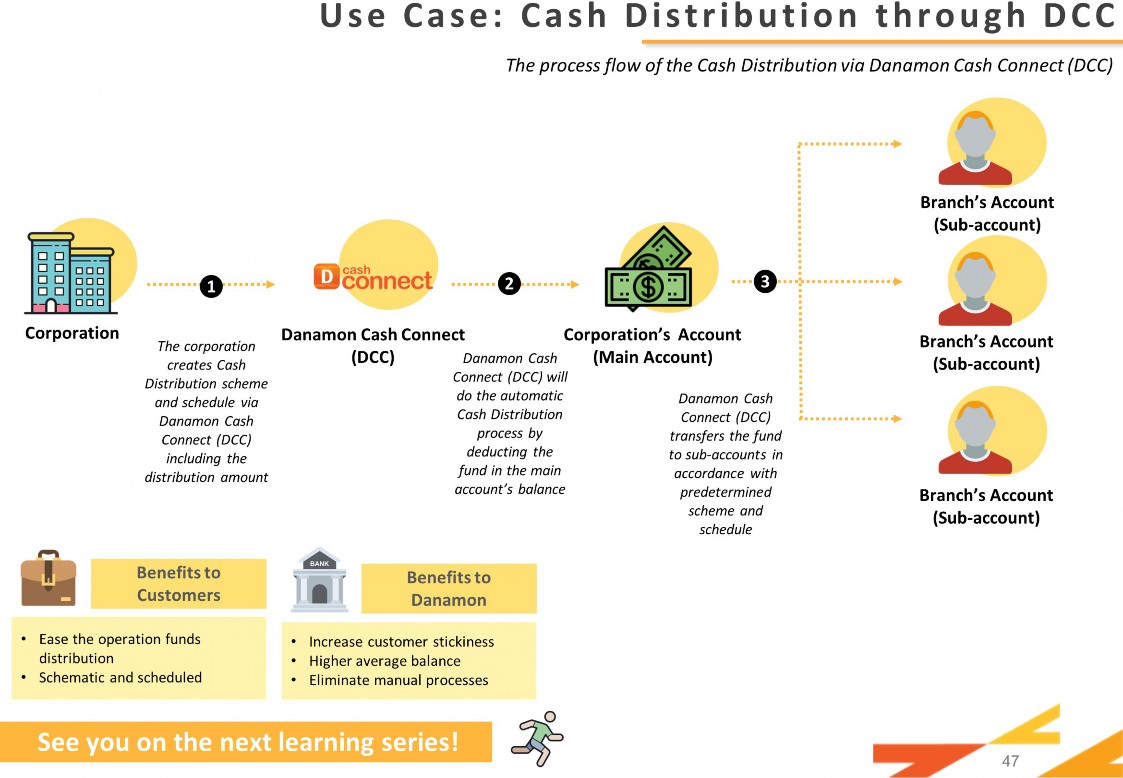 Use Case: Cash Distribution through DCC
The process flow of the Cash Distribution via Danamon Cash Connect (DCC)
Corporation
1
The corporation
creates Cash
Distribution scheme
and schedule via
Danamon Cash
Connect (DCC)
including the
distribution amount
D cash
connect
Danamon Cash Connect
(DCC)
2
Danamon Cash
Connect (DCC) will
do the automatic
Cash Distribution
process by
deducting the
fund in the main
account's balance
Corporation's Account
(Main Account)
3
Danamon Cash
Connect (DCC)
transfers the fund
to sub-accounts in
accordance with
predetermined
scheme and
schedule
Branch's Account
(Sub-account)
Branch's Account
(Sub-account)
Branch's Account
(Sub-account)
Benefits to
Customers
• Ease the operation funds
distribution
• Schematic and scheduled
BANK
Benefits to
Danamon
• Increase customer stickiness
• Higher average balance
• Eliminate manual processes
See you on the next learning series!
47